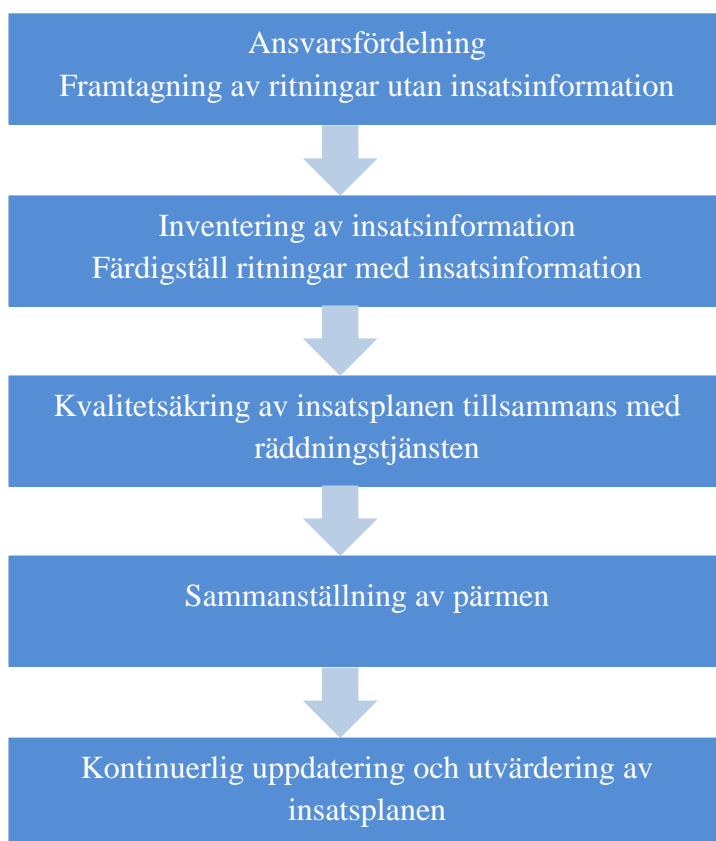 Ansvarsfördelning
Framtagning av ritningar utan insatsinformation
Inventering av insatsinformation
Färdigställ ritningar med insatsinformation
Kvalitetsäkring av insatsplanen tillsammans med
räddningstjänsten
Sammanställning av pärmen
Kontinuerlig uppdatering och utvärdering av
insatsplanen